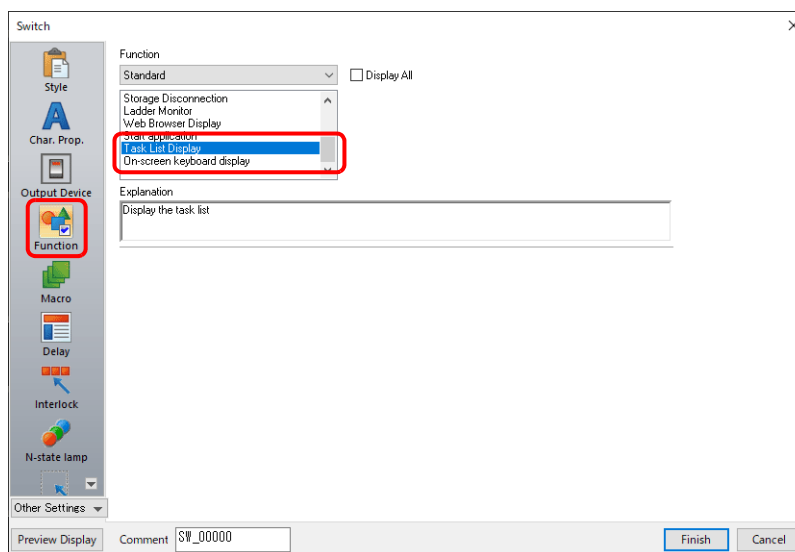 Switch
Style
Char. Prop.
Output Device
Function
Macro
Delay
Interlock
N-state lamp
Other Settings
Function
Standard
Display All
Storage Disconnection
Ladder Monitor
Web Browser Display
Start application
Task List Display
On-screen keyboard display
Explanation
Display the task list
Preview Display
Comment SW_00000
Finish
Cancel